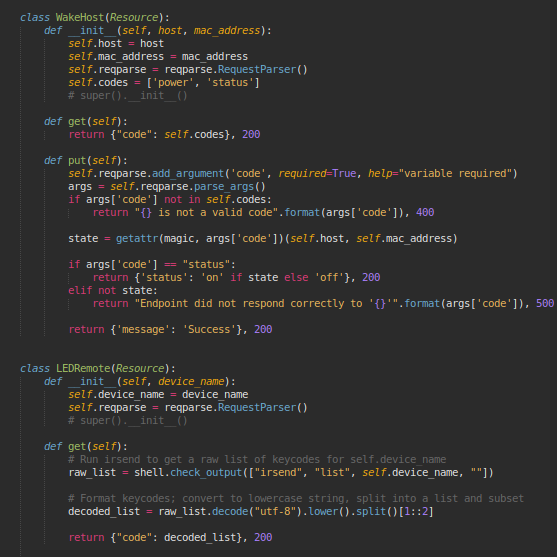 class WakeHost(Resource):
    def __init__(self, host, mac_address):
        self.host = host
        self.mac_address = mac_address
        self.reqparse = reqparse.RequestParser()
        self.codes = ['power', 'status']
        # super().__init__()

    def get(self):
        return {"code": self.codes}, 200

    def put(self):
        self.reqparse.add_argument('code', required=True, help="variable required")
        args = self.reqparse.parse_args()
        if args['code'] not in self.codes:
            return "{} is not a valid code".format(args['code']), 400

        state = getattr(magic, args['code'])(self.host, self.mac_address)

        if args['code'] == "status":
            return {'status': 'on' if state else 'off'}, 200
        elif not state:
            return "Endpoint did not respond correctly to '{}'".format(args['code']), 500

        return {'message': 'Success'}, 200


class LEDRemote(Resource):
    def __init__(self, device_name):
        self.device_name = device_name
        self.reqparse = reqparse.RequestParser()
        # super().__init__()

    def get(self):
        # Run irsend to get a raw list of keycodes for self.device_name
        raw_list = shell.check_output(["irsend", "list", self.device_name, ""])

        # Format keycodes; convert to lowercase string, split into a list and subset
        decoded_list = raw_list.decode("utf-8").lower().split()[1::2]

        return {"code": decoded_list}, 200